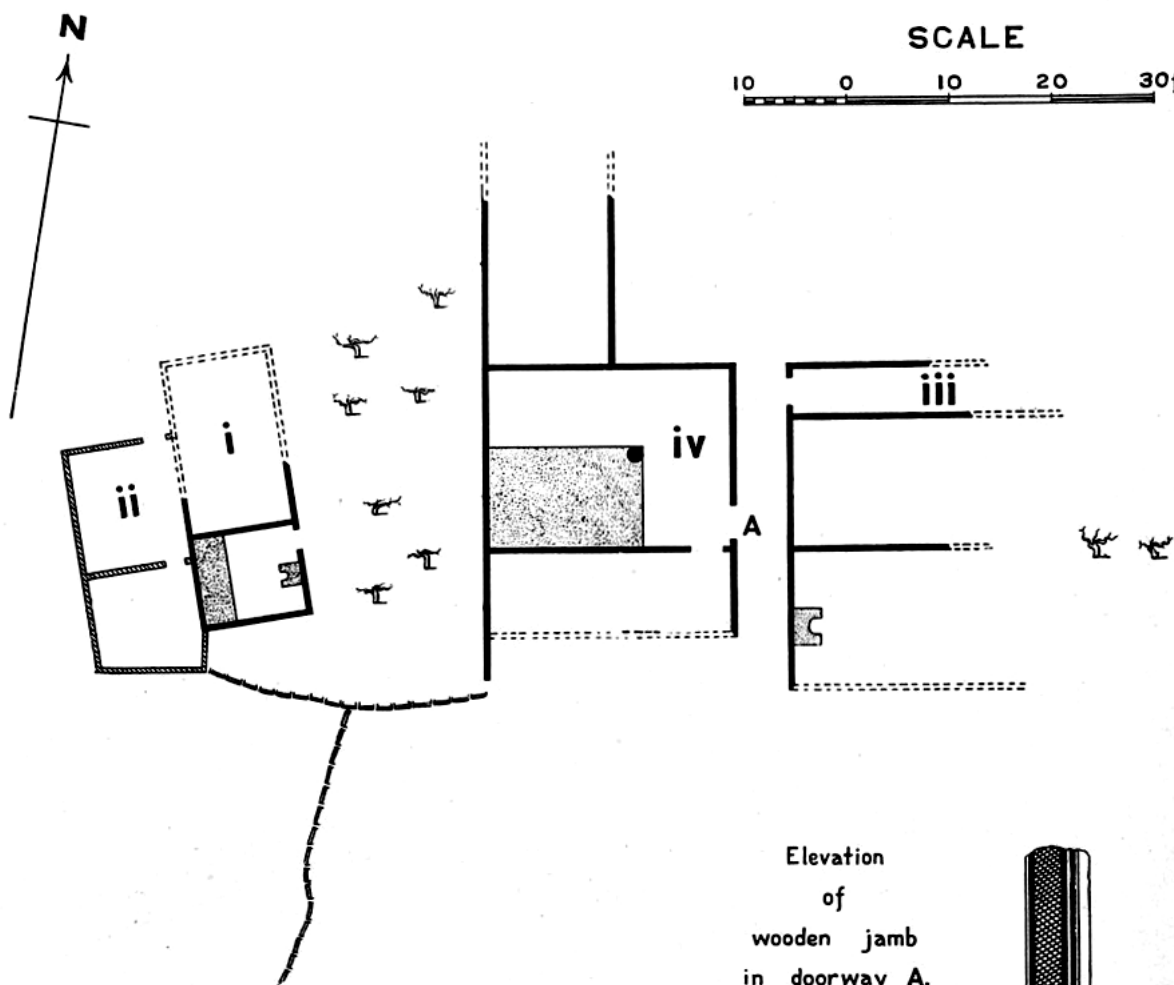 N
SCALE
10 0 10 20 30
i
ii
iii
iv
A
Elevation
of
wooden jamb
in doorway A.